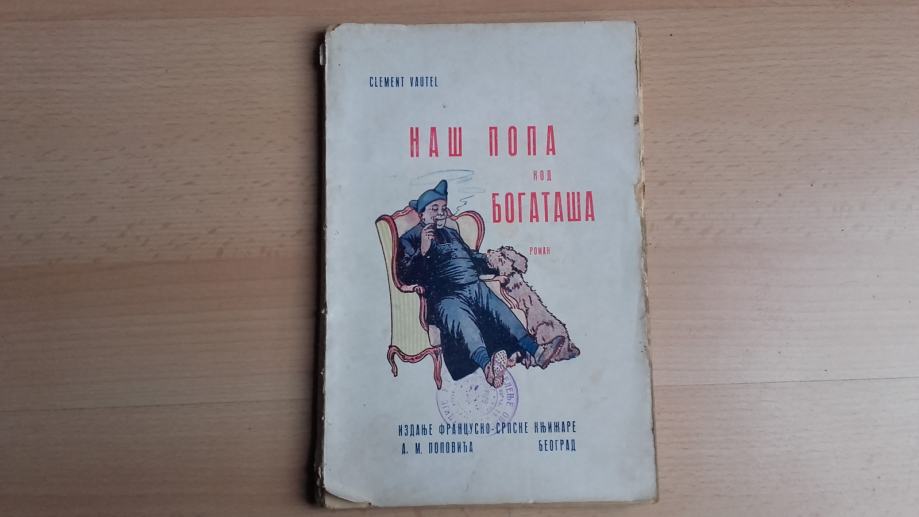 CLEMENT VAUTEL
НАШ ПОПА
КОД
БОГАТАША
РОМАН
ИЗДАЊЕ ФРАНЦУСКО-СРПСКЕ КЊИЖАРЕ
А. М. ПОПОВИЋА БЕОГРАД